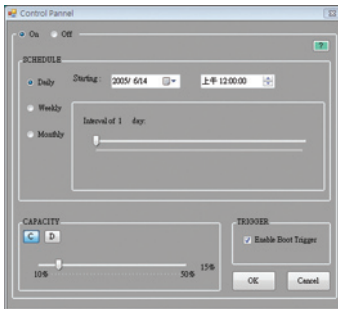 Control Pannel
On Off
?
SCHEDULE
Daily Starting : 2005/ 6/14 上午 12:00:00
Weekly
Monthly
Interval of 1 day:
CAPACITY
C D
10% 50% 15%
TRIGGER
Enable Boot Trigger
OK Cancel